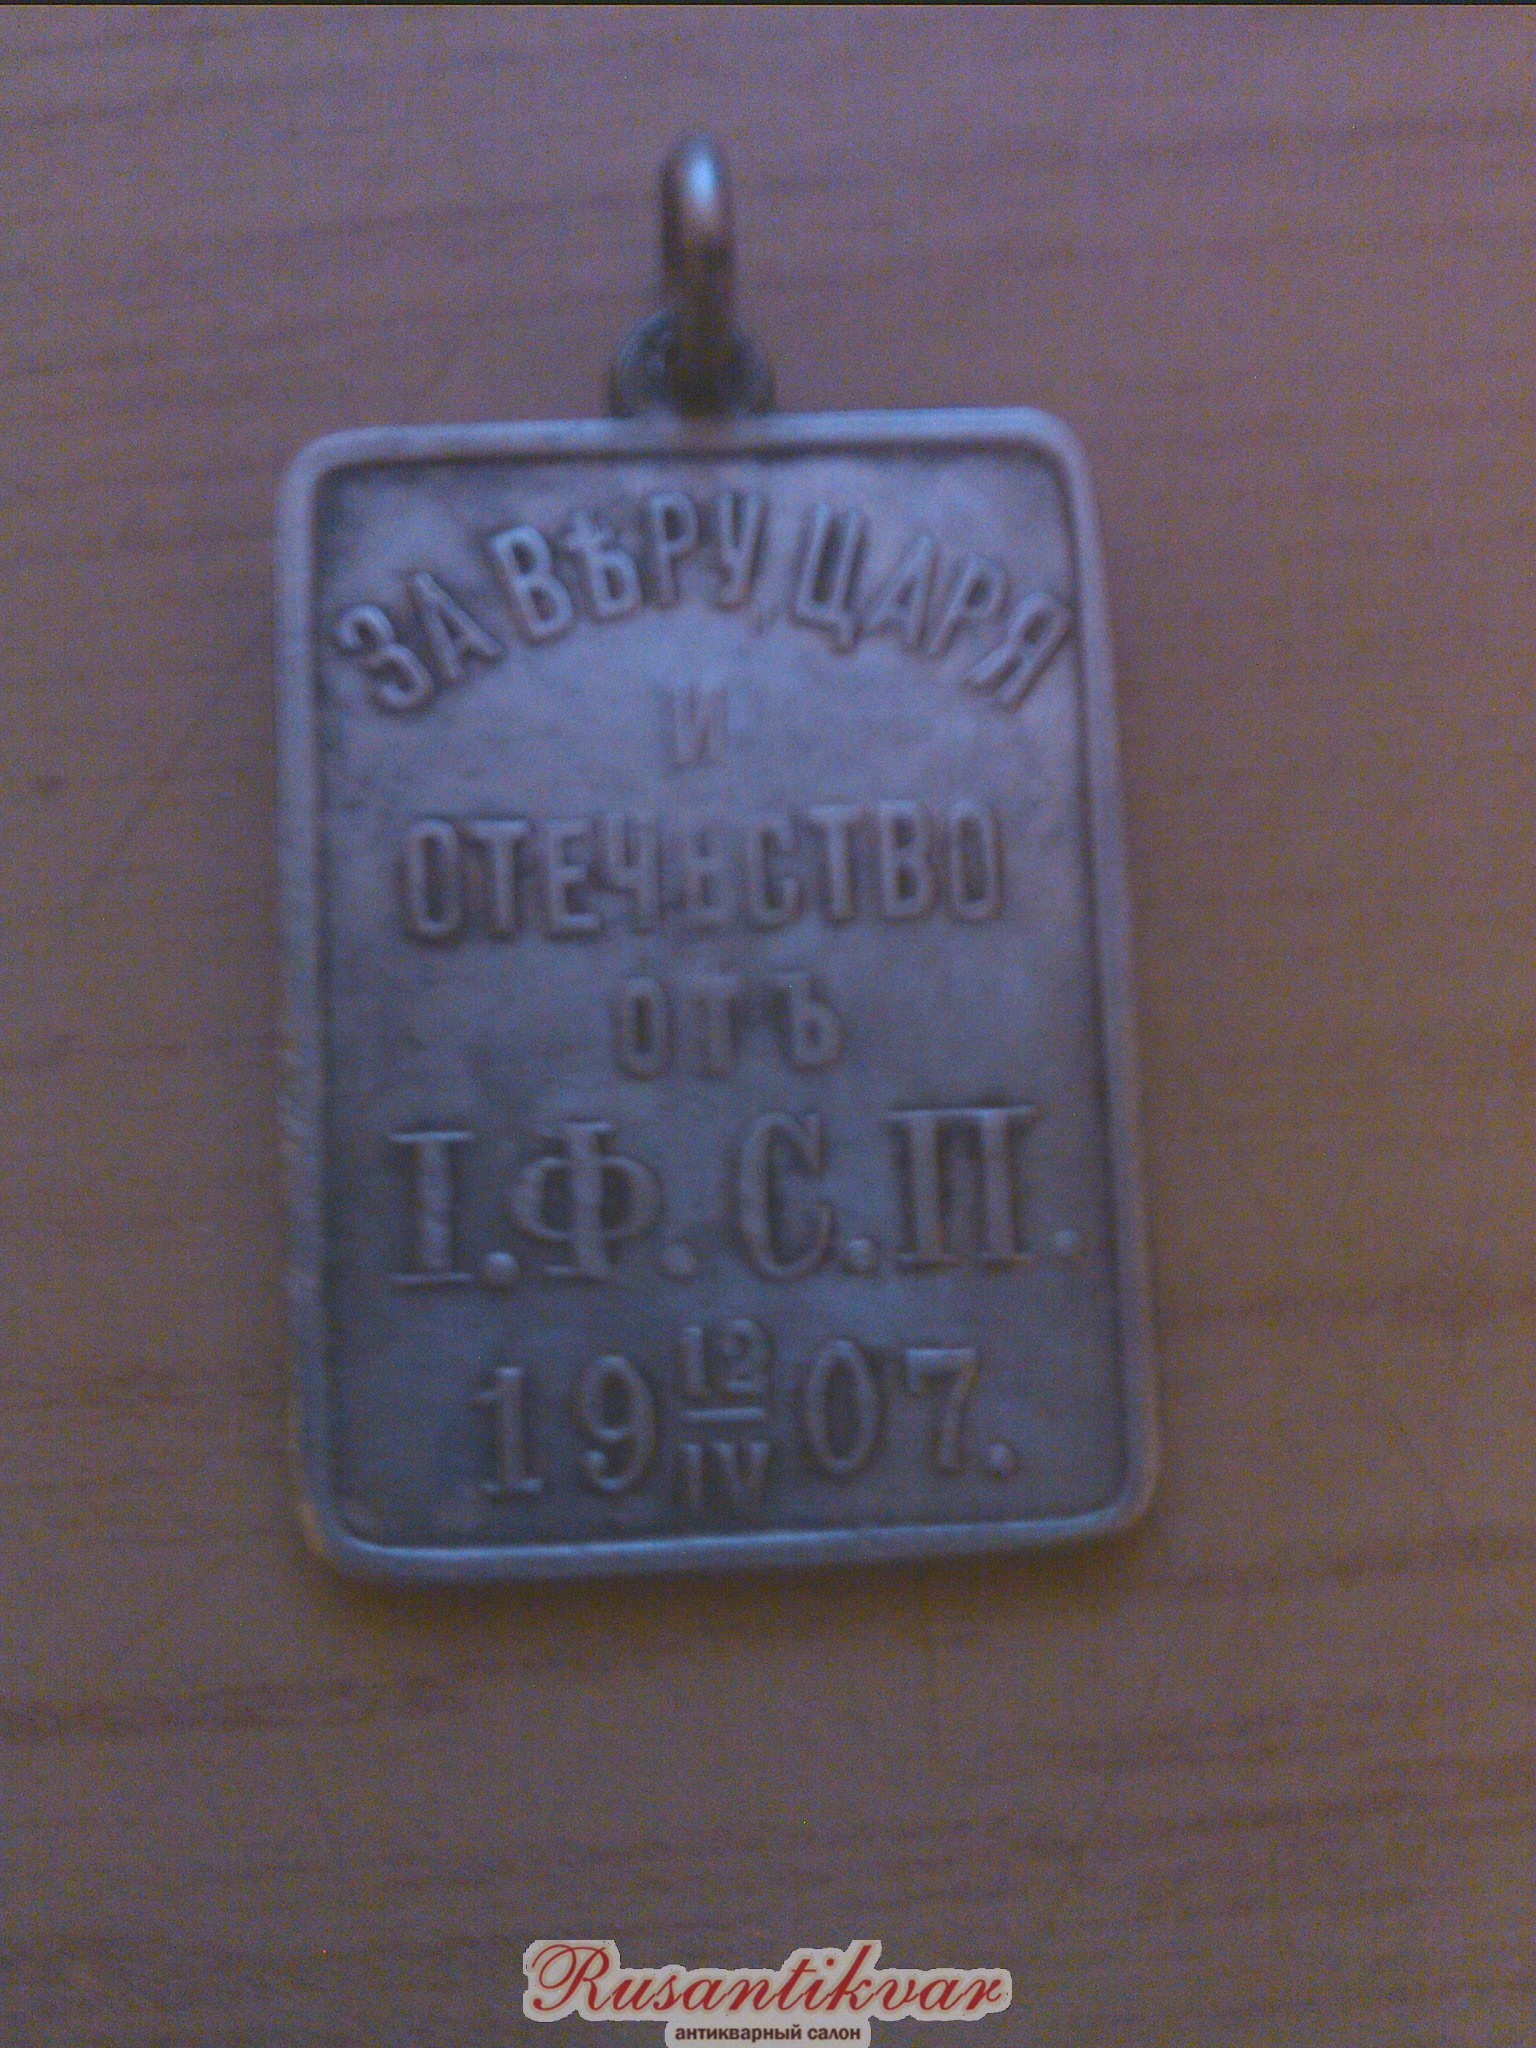 ЗА ВѢРУ ЦАРЯ
И
ОТЕЧЕСТВО
ОТЪ
І.Ф.С.П.
19 12/IV 07.
Rusantikvar
антикварный салон